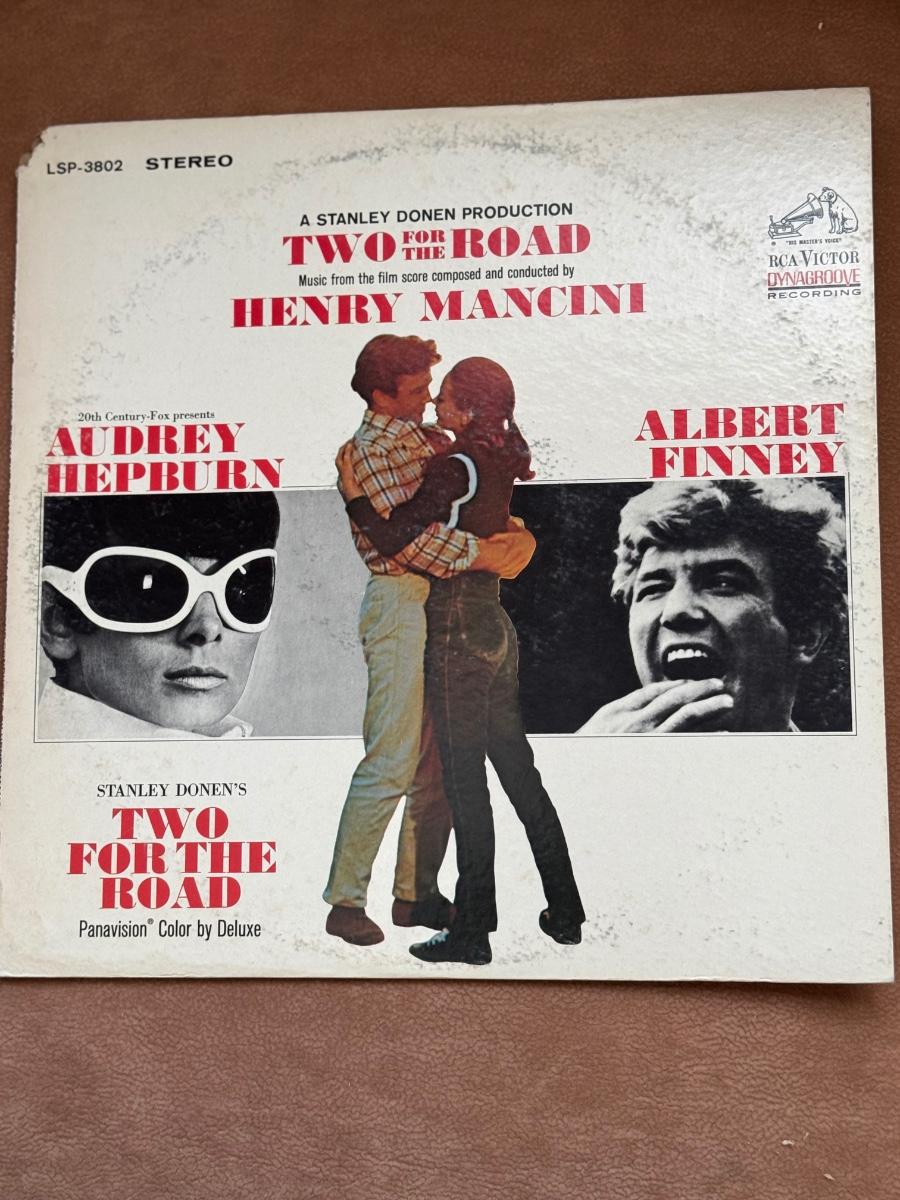 LSP-3802 STEREO
A STANLEY DONEN PRODUCTION
TWO FOR THE ROAD
Music from the film score composed and conducted by
HENRY MANCINI
"HIS MASTER'S VOICE"
RCA VICTOR
DYNAGROOVE
RECORDING
20th Century-Fox presents
AUDREY
HEPBURN
ALBERT
FINNEY
STANLEY DONEN'S
TWO
FOR THE
ROAD
Panavision® Color by Deluxe